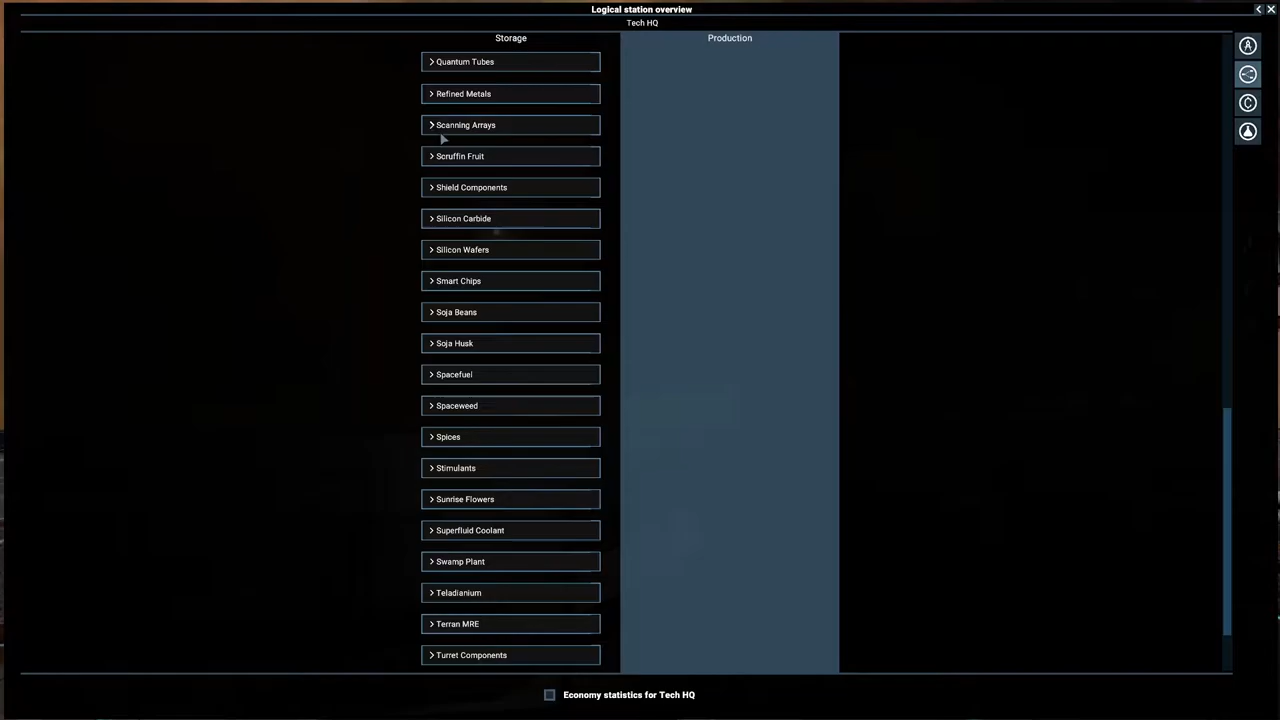 Logical station overview
Tech HQ
Storage
Production
Quantum Tubes
Refined Metals
Scanning Arrays
Scruffin Fruit
Shield Components
Silicon Carbide
Silicon Wafers
Smart Chips
Soja Beans
Soja Husk
Spacefuel
Spaceweed
Spices
Stimulants
Sunrise Flowers
Superfluid Coolant
Swamp Plant
Teladianium
Terran MRE
Turret Components
Economy statistics for Tech HQ